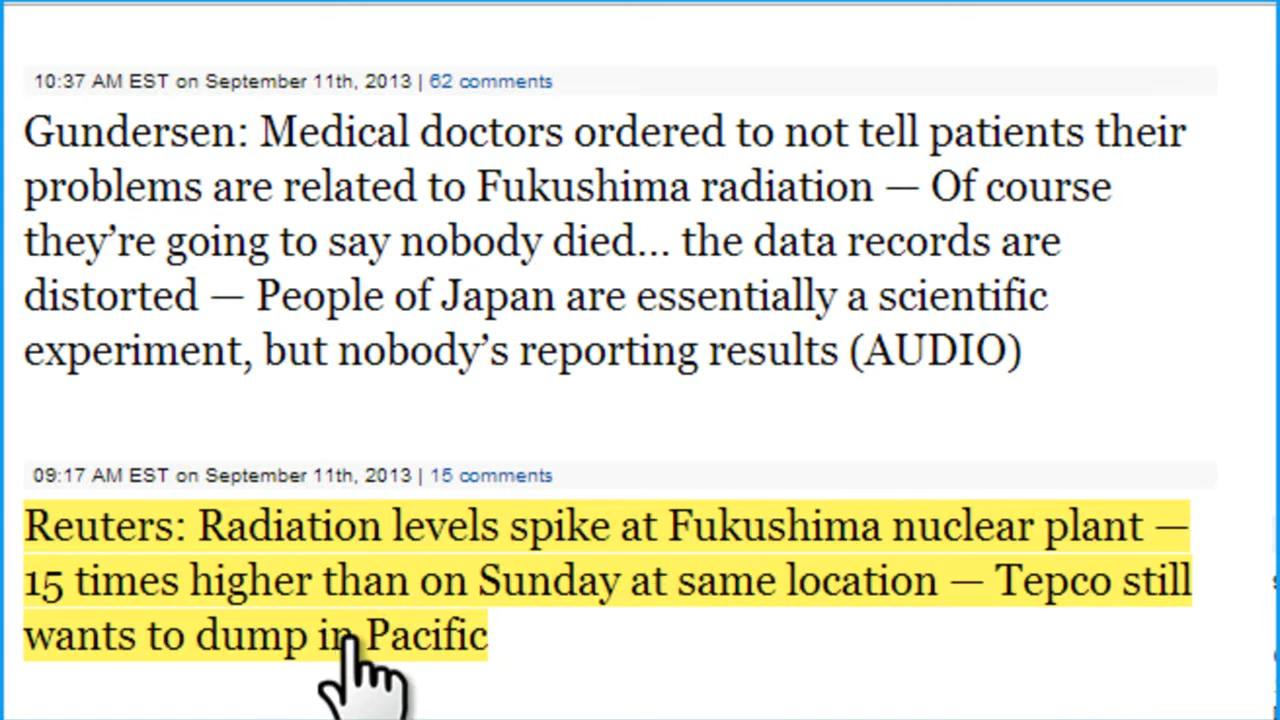 10:37 AM EST on September 11th, 2013 | 62 comments
Gundersen: Medical doctors ordered to not tell patients their
problems are related to Fukushima radiation — Of course
they’re going to say nobody died… the data records are
distorted — People of Japan are essentially a scientific
experiment, but nobody’s reporting results (AUDIO)
09:17 AM EST on September 11th, 2013 | 15 comments
Reuters: Radiation levels spike at Fukushima nuclear plant —
15 times higher than on Sunday at same location — Tepco still
wants to dump in Pacific